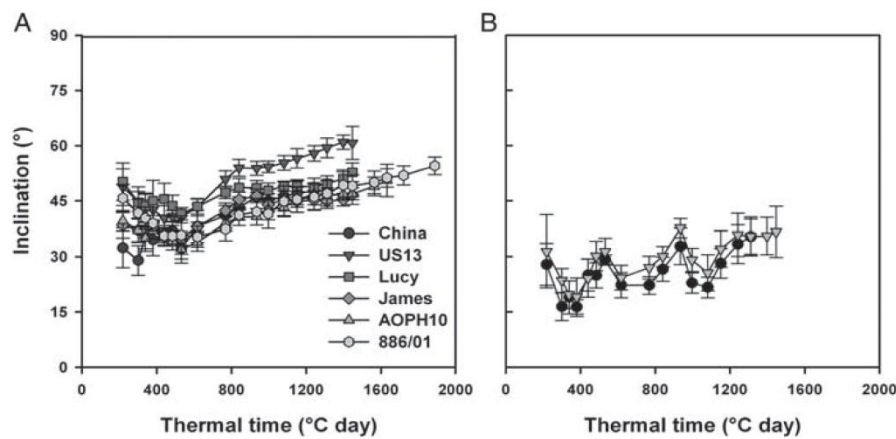 A
B
90
75
60
45
30
15
0
Inclination (°)
China
US13
Lucy
James
AOPH10
886/01
0 400 800 1200 1600 2000
0 400 800 1200 1600 2000
Thermal time (°C day)
Thermal time (°C day)